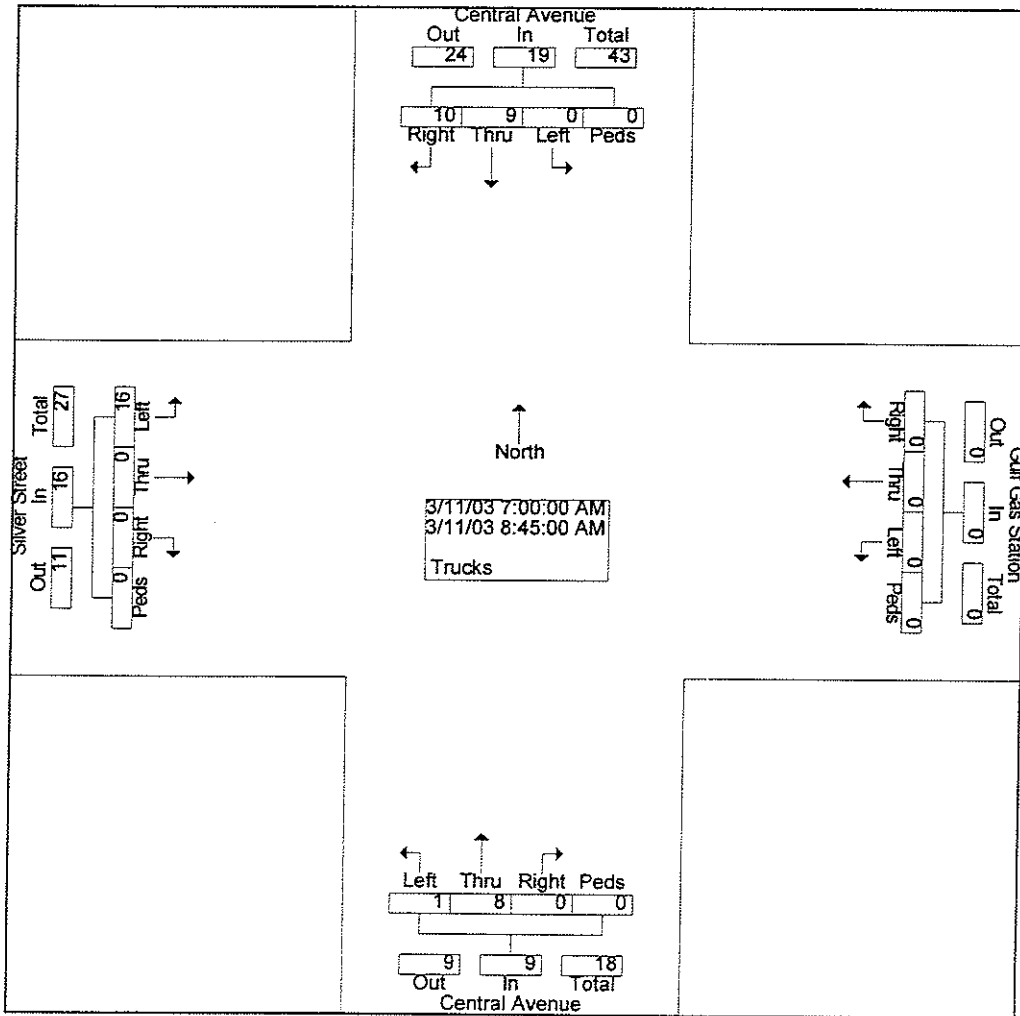 Central Avenue
Out In Total
24 19 43
10 9 0 0
Right Thru Left Peds
Silver Street
Total In Out
27 16 11
16 0 0 0
Left Thru Right Peds
North
3/11/03 7:00:00 AM
3/11/03 8:45:00 AM
Trucks
Right Thru Left Peds
0 0 0 0
Out In Total
0 0 0
Gulf Gas Station
Left Thru Right Peds
1 8 0 0
9 9 18
Out In Total
Central Avenue